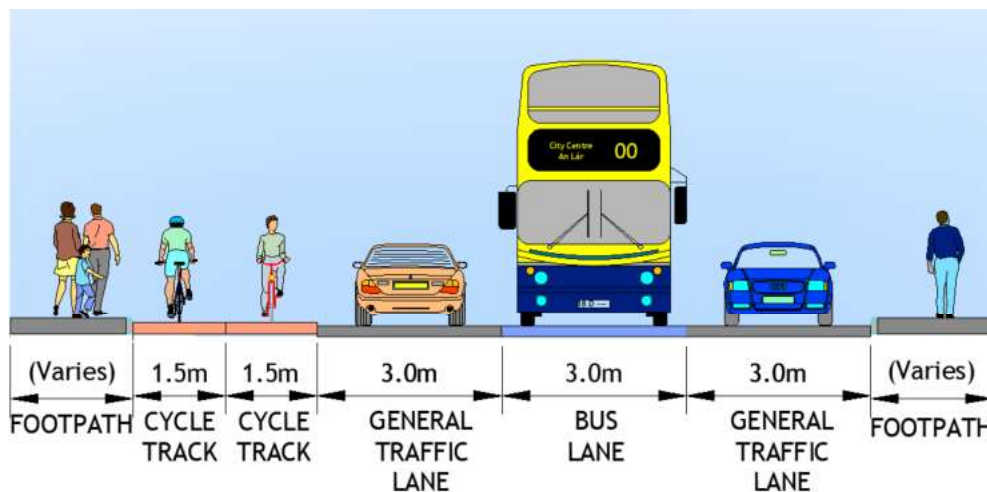 City Centre
An Lár
00
(Varies) 1.5m 1.5m 3.0m 3.0m 3.0m (Varies)
FOOTPATH
CYCLE
TRACK
CYCLE
TRACK
GENERAL
TRAFFIC
LANE
BUS
LANE
GENERAL
TRAFFIC
LANE
FOOTPATH